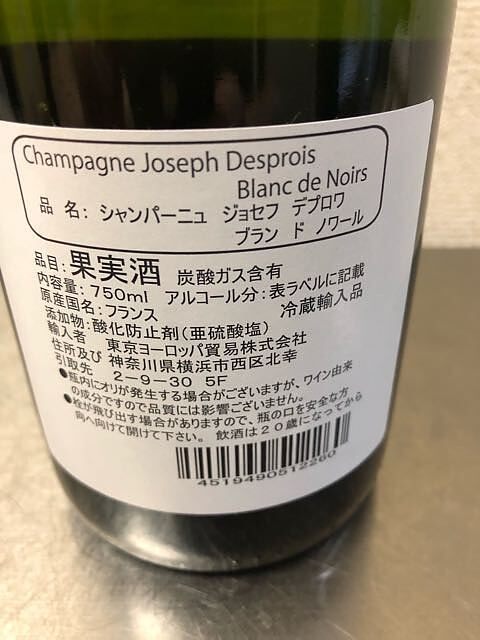 Champagne Joseph Desprois
Blanc de Noirs
品 名: シャンパーニュ ジョセフ デプロワ
ブラン ド ノワール
品目: 果実酒 炭酸ガス含有
内容量: 750ml アルコール分: 表ラベルに記載
原産国名: フランス 冷蔵輸入品
添加物: 酸化防止剤(亜硫酸塩)
輸入者 東京ヨーロッパ貿易株式会社
住所及び 神奈川県横浜市西区北幸
引取先 2-9-30 5F
●瓶内にオリが発生する場合がございますが、ワイン由来
の成分ですので品質には影響ございません。
●栓が飛び出す場合がありますので、瓶の口を安全な方
向へ向けて開けて下さい。 飲酒は20歳になってから
4519490512260